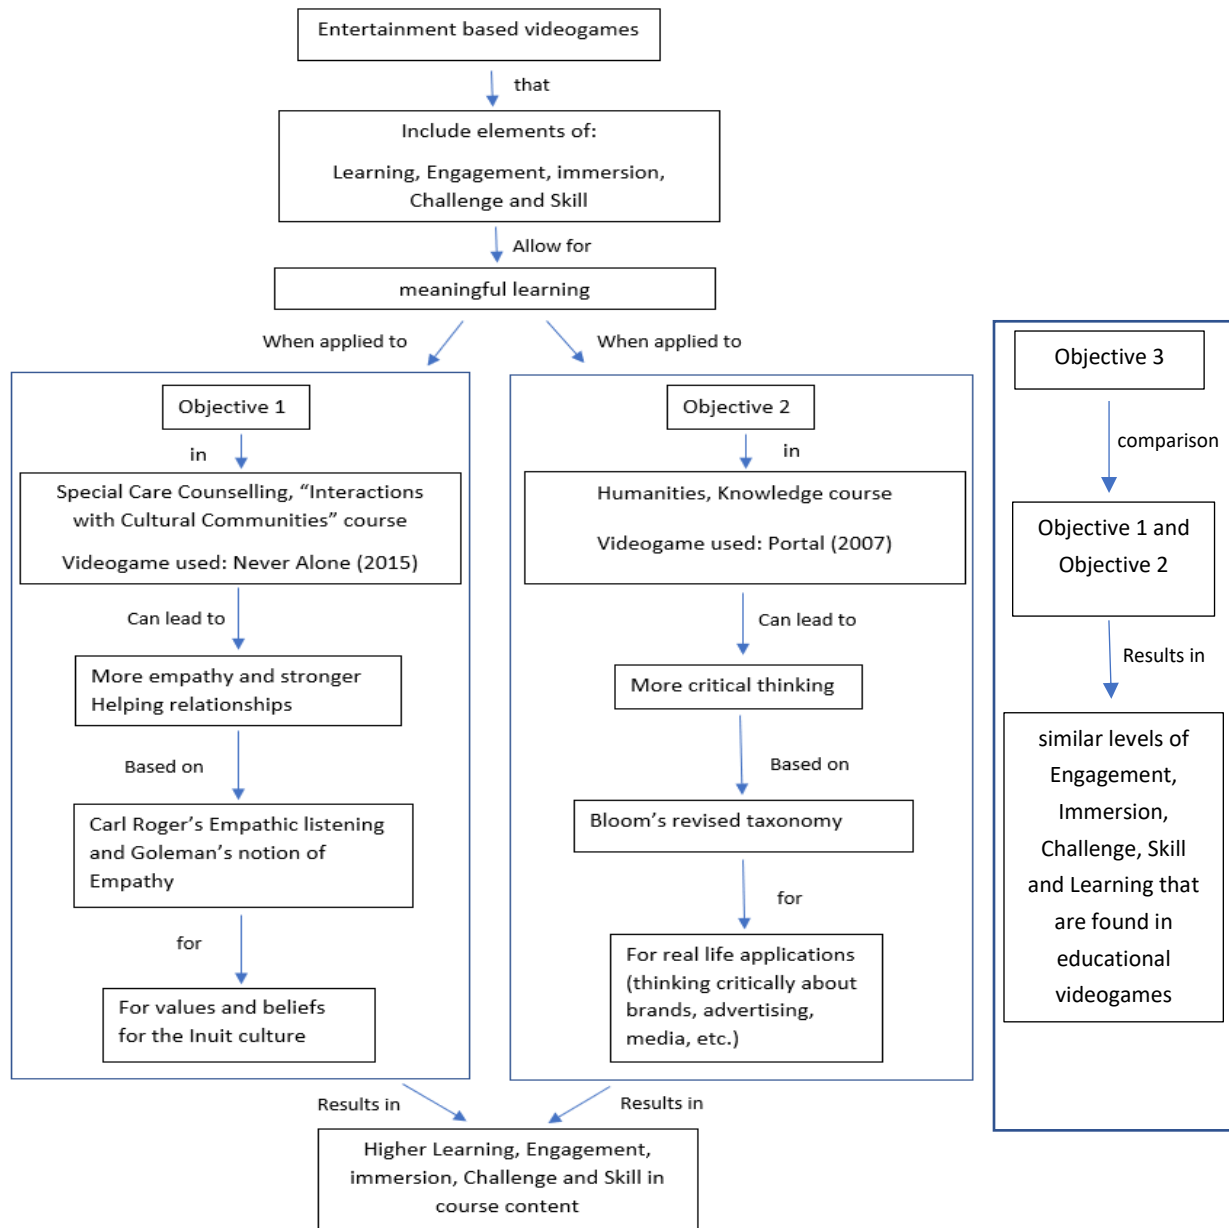 Entertainment based videogames
that
Include elements of:
Learning, Engagement, immersion,
Challenge and Skill
Allow for
meaningful learning
When applied to
When applied to
Objective 1
in
Special Care Counselling, “Interactions
with Cultural Communities” course
Videogame used: Never Alone (2015)
Can lead to
More empathy and stronger
Helping relationships
Based on
Carl Roger’s Empathic listening
and Goleman’s notion of
Empathy
for
For values and beliefs
for the Inuit culture
Results in
Objective 2
in
Humanities, Knowledge course
Videogame used: Portal (2007)
Can lead to
More critical thinking
Based on
Bloom’s revised taxonomy
for
For real life applications
(thinking critically about
brands, advertising,
media, etc.)
Results in
Higher Learning, Engagement,
immersion, Challenge and Skill in
course content
Objective 3
comparison
Objective 1 and
Objective 2
Results in
similar levels of
Engagement,
Immersion,
Challenge, Skill
and Learning that
are found in
educational
videogames